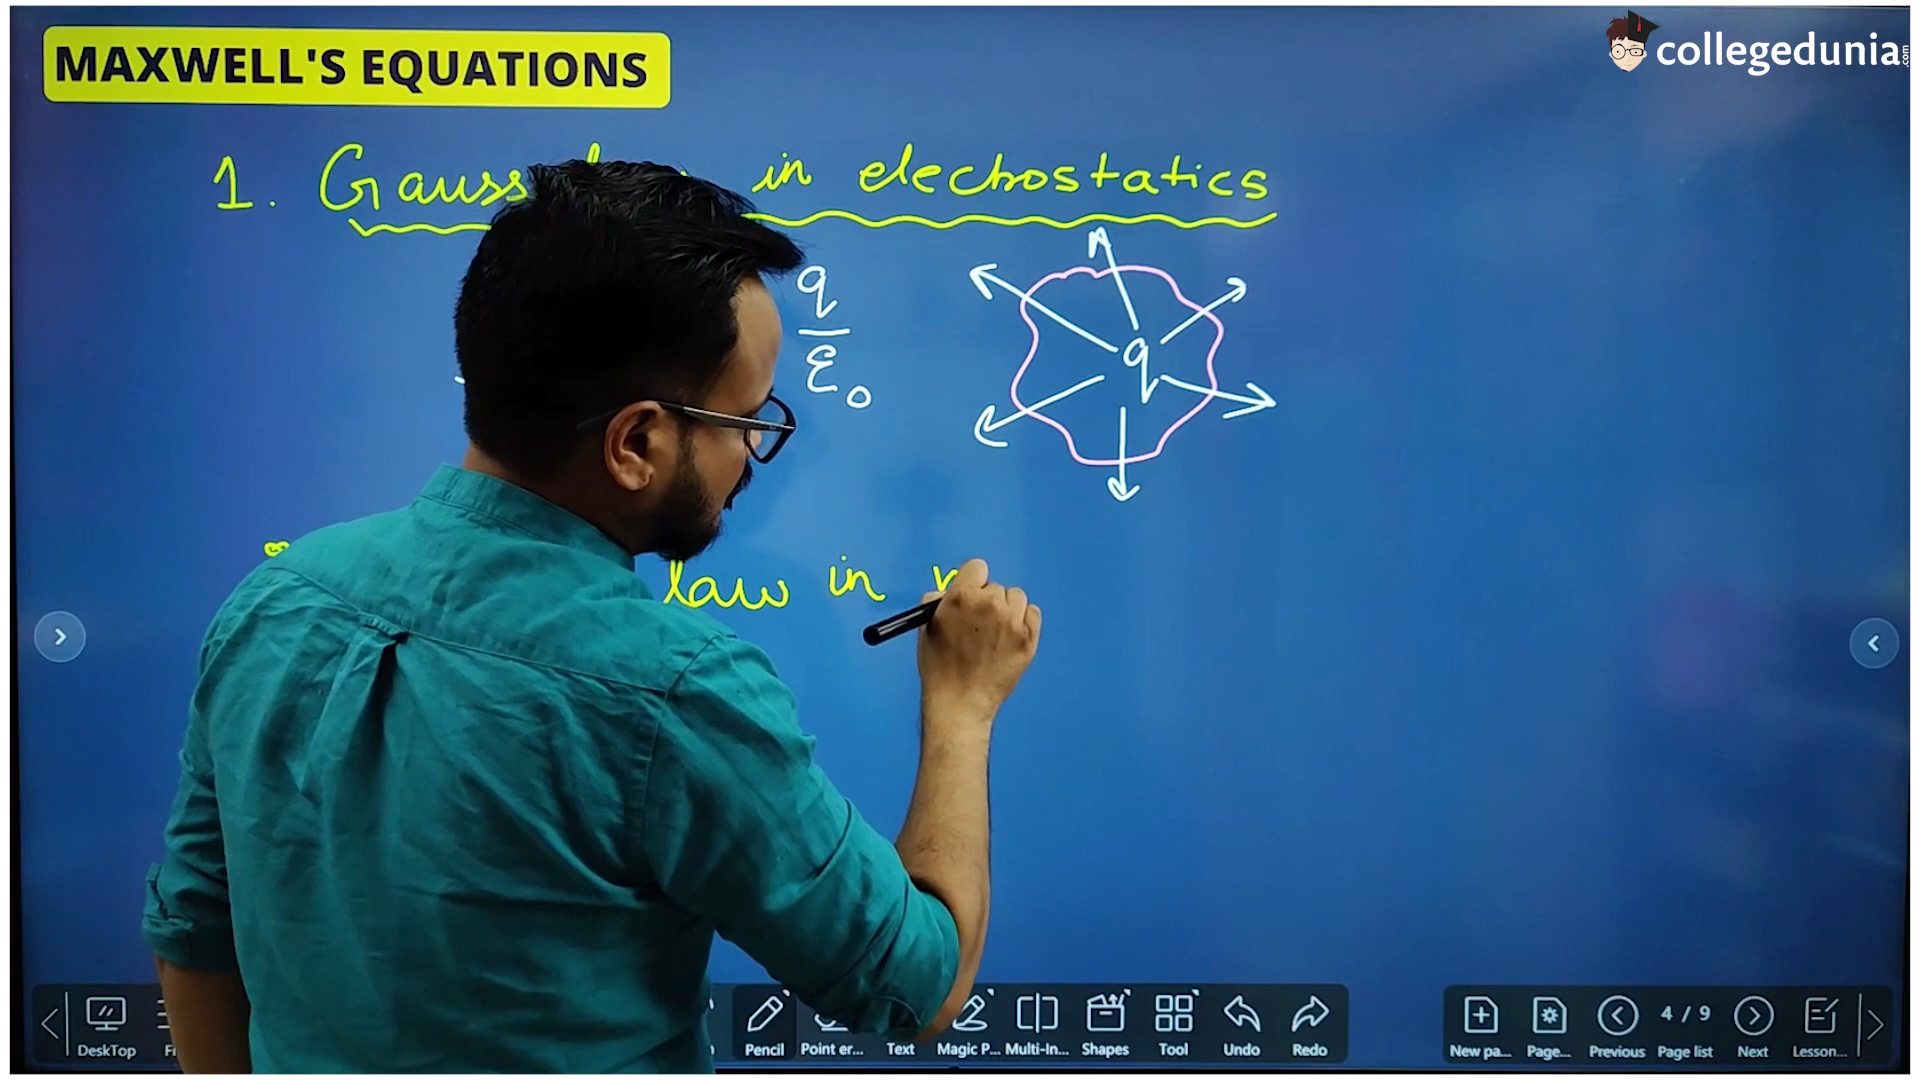 MAXWELL'S EQUATIONS
collegedunia.com
1. Gauss in electrostatics
q
ε₀
q
law in
DeskTop
Pencil
Point er...
Text
Magic P...
Multi-In...
Shapes
Tool
Undo
Redo
New pa...
Page...
Previous
4 / 9
Page list
Next
Lesson...